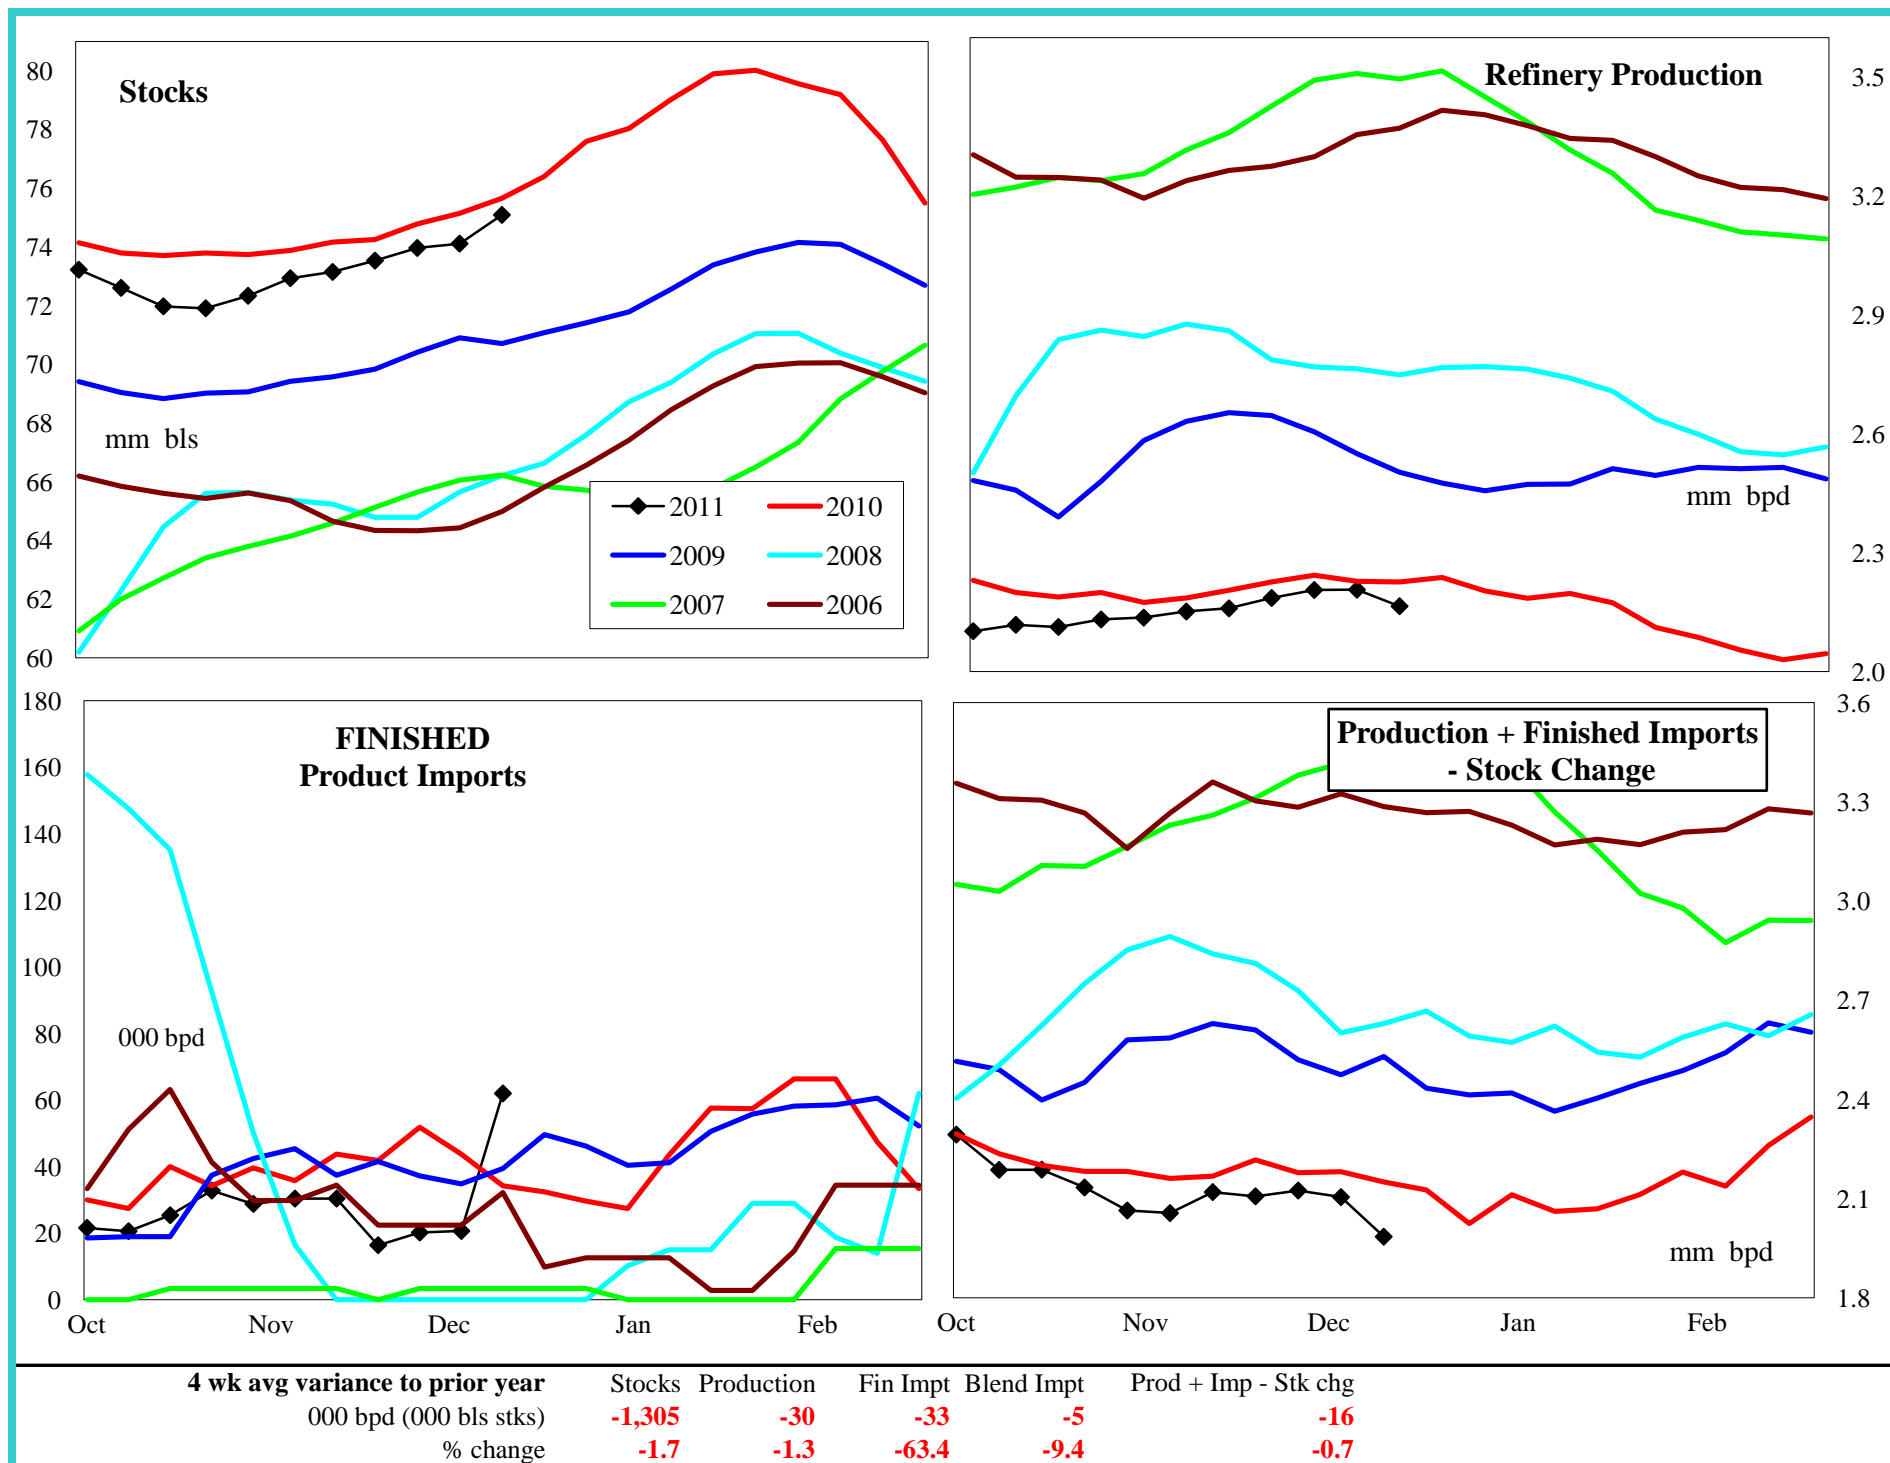 Stocks
80
78
76
74
72
70
68
66
64
62
60
mm bls
2011 2010
2009 2008
2007 2006
Refinery Production
3.5
3.2
2.9
2.6
2.3
2.0
mm bpd
FINISHED
Product Imports
180
160
140
120
100
80
60
40
20
0
000 bpd
Oct Nov Dec Jan Feb
Production + Finished Imports
- Stock Change
3.6
3.3
3.0
2.7
2.4
2.1
1.8
mm bpd
Oct Nov Dec Jan Feb
4 wk avg variance to prior year Stocks Production Fin Impt Blend Impt Prod + Imp - Stk chg
000 bpd (000 bls stks) -1,305 -30 -33 -5 -16
% change -1.7 -1.3 -63.4 -9.4 -0.7